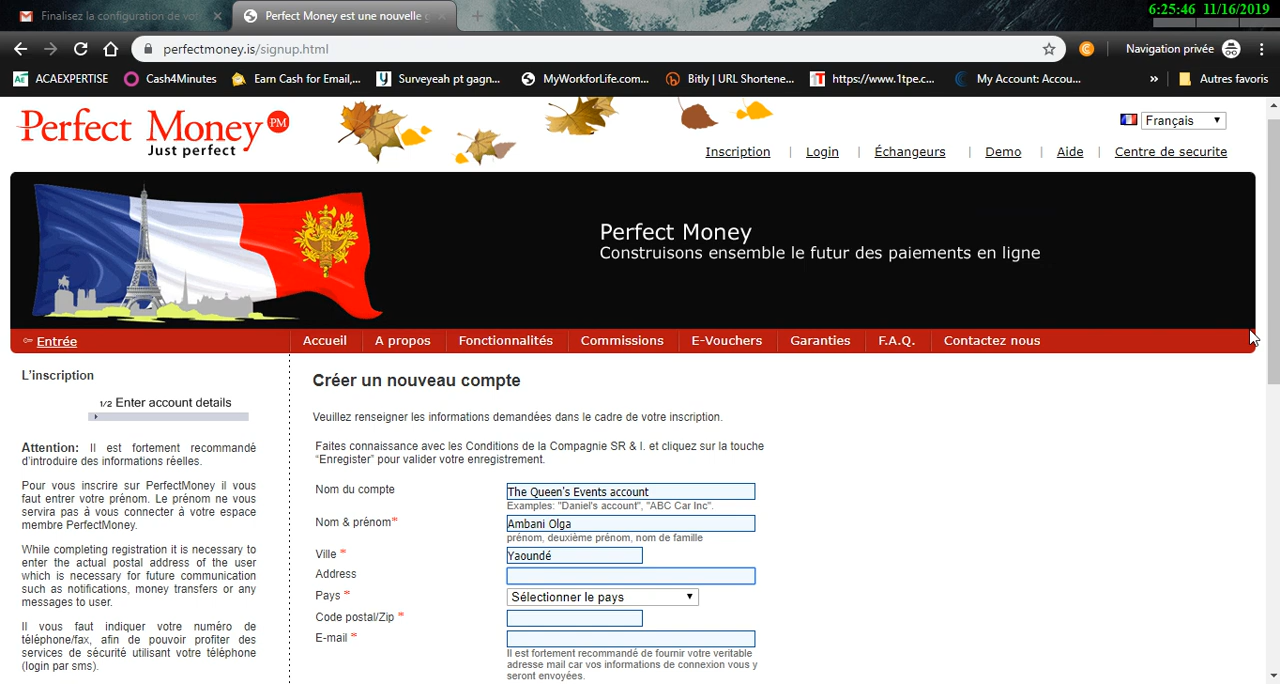 6:25:46 11/16/2019
Finalisez la configuration de vot
Perfect Money est une nouvelle g
perfectmoney.is/signup.html
Navigation privée
ACAEXPERTISE
Cash4Minutes
Earn Cash for Email,...
Surveyeah pt gagn...
MyWorkForLife.com...
Bitly | URL Shortene...
https://www.1tpe.c...
My Account: Accou...
»
Autres favoris
Perfect Money PM
Just perfect
Français
Inscription | Login | Échangeurs | Demo | Aide | Centre de securite
Perfect Money
Construisons ensemble le futur des paiements en ligne
Entrée
Accueil
A propos
Fonctionnalités
Commissions
E-Vouchers
Garanties
F.A.Q.
Contactez nous
L'inscription
1/2 Enter account details
Attention: Il est fortement recommandé
d'introduire des informations réelles.
Pour vous inscrire sur PerfectMoney il vous
faut entrer votre prénom. Le prénom ne vous
servira pas à vous connecter à votre espace
membre PerfectMoney.
While completing registration it is necessary to
enter the actual postal address of the user
which is necessary for future communication
such as notifications, money transfers or any
messages to user.
Il vous faut indiquer votre numéro de
téléphone/fax, afin de pouvoir profiter des
services de sécurité utilisant votre téléphone
(login par sms).
Créer un nouveau compte
Veuillez renseigner les informations demandées dans le cadre de votre inscription.
Faites connaissance avec les Conditions de la Compagnie SR & I. et cliquez sur la touche
“Enregister” pour valider votre enregistrement.
Nom du compte
The Queen's Events account
Examples: "Daniel's account", "ABC Car Inc".
Nom & prénom*
Ambani Olga
prénom, deuxième prénom, nom de famille
Ville *
Yaoundé
Address
Pays *
Sélectionner le pays
Code postal/Zip *
E-mail *
Il est fortement recommandé de fournir votre veritable
adresse mail car vos informations de connexion vous y
seront envoyées.